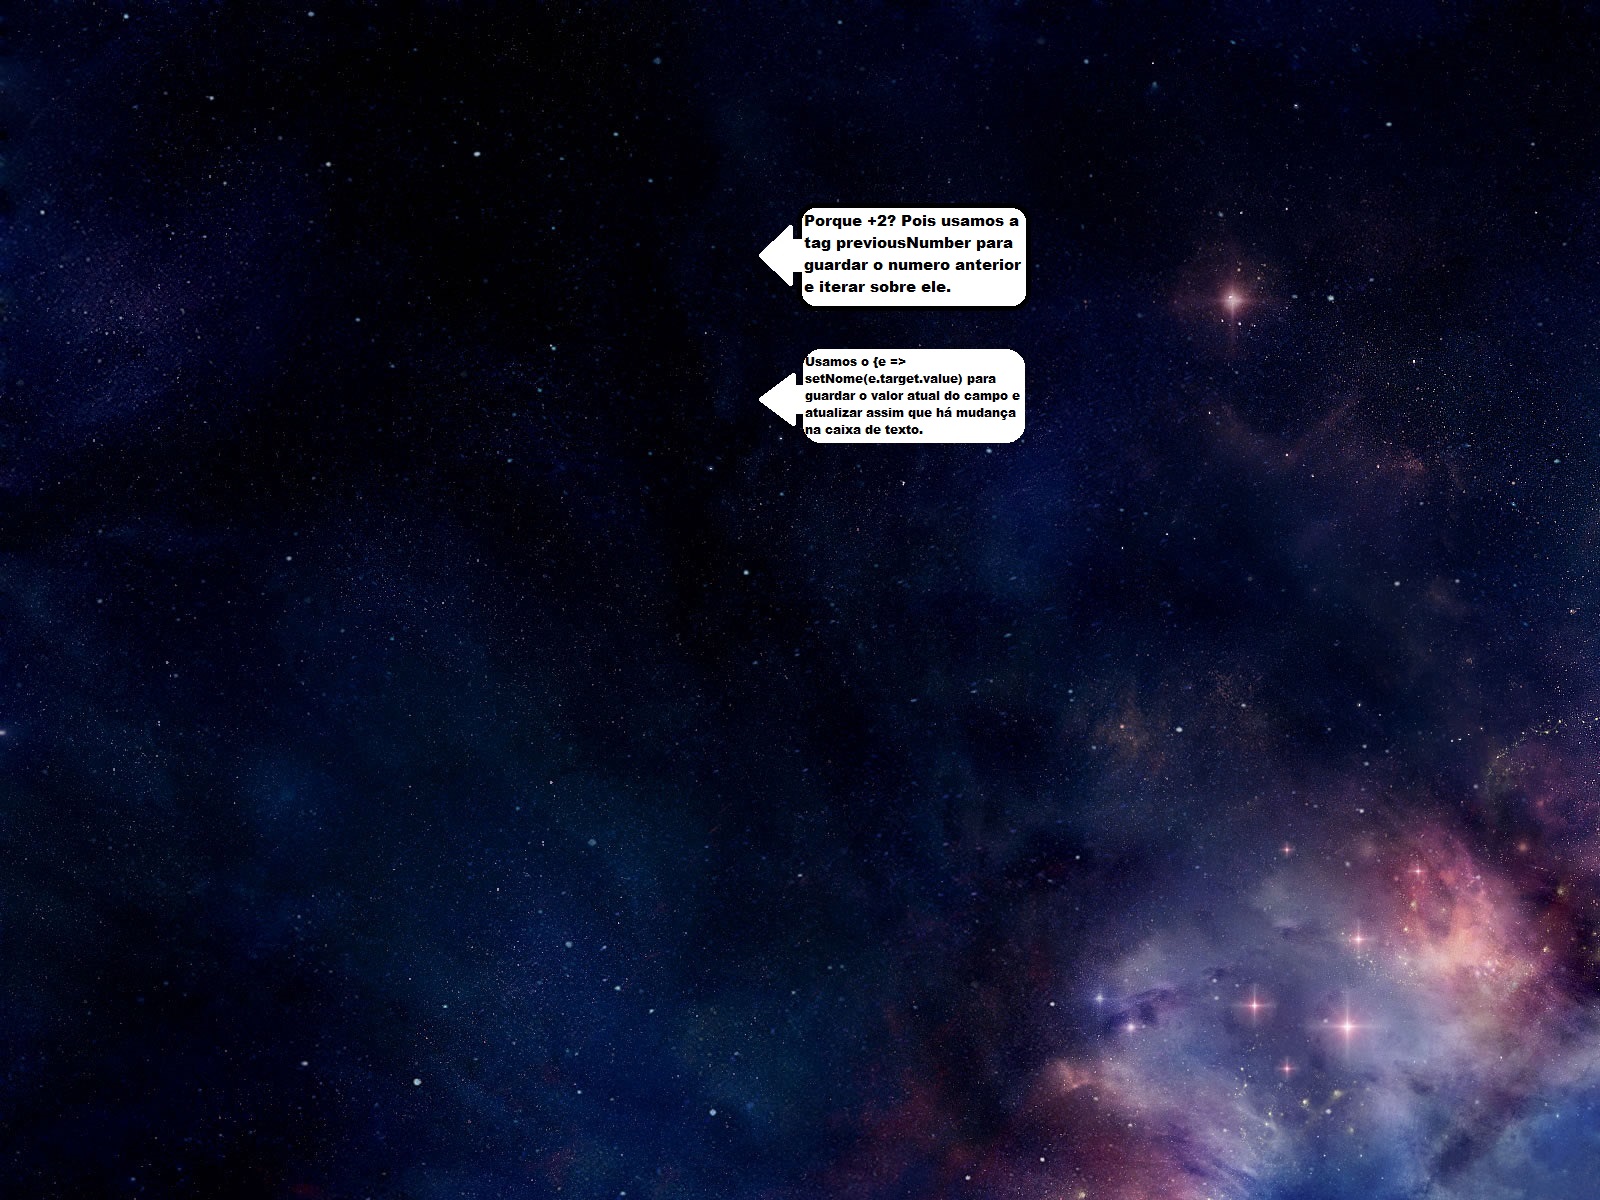 Porque +2? Pois usamos a
tag previousNumber para
guardar o numero anterior
e iterar sobre ele.
Usamos o {e =>
setNome(e.target.value) para
guardar o valor atual do campo e
atualizar assim que há mudança
na caixa de texto.